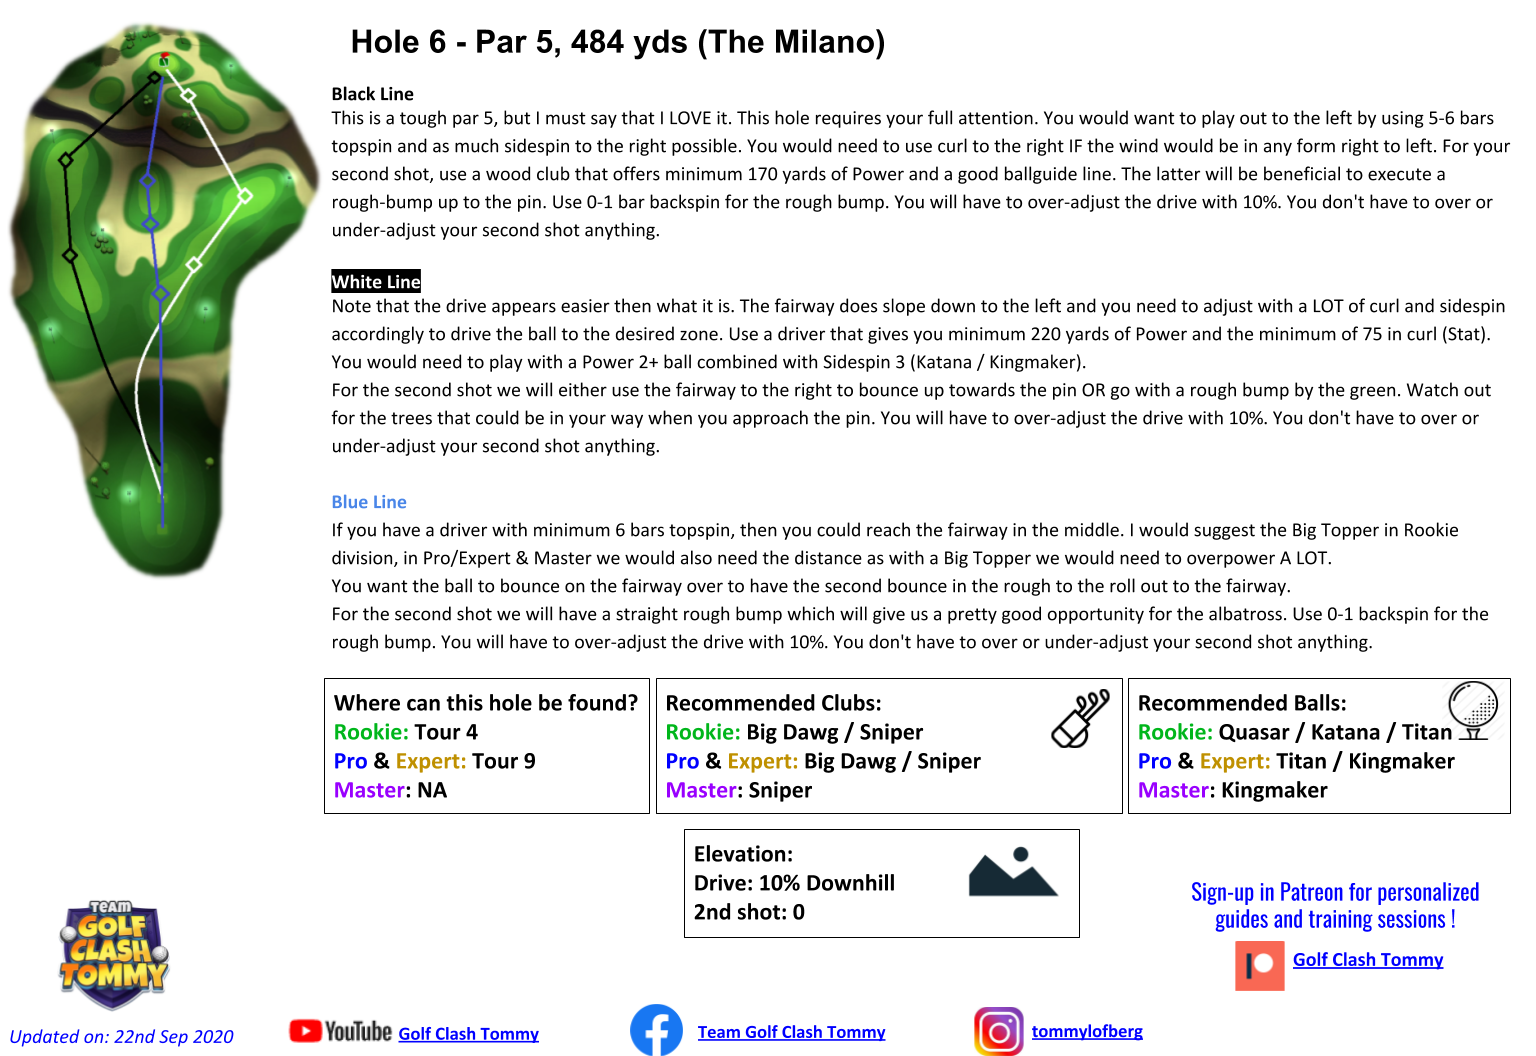 Hole 6 - Par 5, 484 yds (The Milano)
Black Line
This is a tough par 5, but I must say that I LOVE it. This hole requires your full attention. You would want to play out to the left by using 5-6 bars
topspin and as much sidespin to the right possible. You would need to use curl to the right IF the wind would be in any form right to left. For your
second shot, use a wood club that offers minimum 170 yards of Power and a good ballguide line. The latter will be beneficial to execute a
rough-bump up to the pin. Use 0-1 bar backspin for the rough bump. You will have to over-adjust the drive with 10%. You don't have to over or
under-adjust your second shot anything.
White Line
Note that the drive appears easier then what it is. The fairway does slope down to the left and you need to adjust with a LOT of curl and sidespin
accordingly to drive the ball to the desired zone. Use a driver that gives you minimum 220 yards of Power and the minimum of 75 in curl (Stat).
You would need to play with a Power 2+ ball combined with Sidespin 3 (Katana / Kingmaker).
For the second shot we will either use the fairway to the right to bounce up towards the pin OR go with a rough bump by the green. Watch out
for the trees that could be in your way when you approach the pin. You will have to over-adjust the drive with 10%. You don't have to over or
under-adjust your second shot anything.
Blue Line
If you have a driver with minimum 6 bars topspin, then you could reach the fairway in the middle. I would suggest the Big Topper in Rookie
division, in Pro/Expert & Master we would also need the distance as with a Big Topper we would need to overpower A LOT.
You want the ball to bounce on the fairway over to have the second bounce in the rough to the roll out to the fairway.
For the second shot we will have a straight rough bump which will give us a pretty good opportunity for the albatross. Use 0-1 backspin for the
rough bump. You will have to over-adjust the drive with 10%. You don't have to over or under-adjust your second shot anything.
Where can this hole be found?
Rookie: Tour 4
Pro & Expert: Tour 9
Master: NA
Recommended Clubs:
Rookie: Big Dawg / Sniper
Pro & Expert: Big Dawg / Sniper
Master: Sniper
Recommended Balls:
Rookie: Quasar / Katana / Titan
Pro & Expert: Titan / Kingmaker
Master: Kingmaker
Elevation:
Drive: 10% Downhill
2nd shot: 0
Sign-up in Patreon for personalized
guides and training sessions !
Golf Clash Tommy
TEAM
GOLF
CLASH
TOMMY
Updated on: 22nd Sep 2020
YouTube Golf Clash Tommy
Team Golf Clash Tommy
tommylofberg